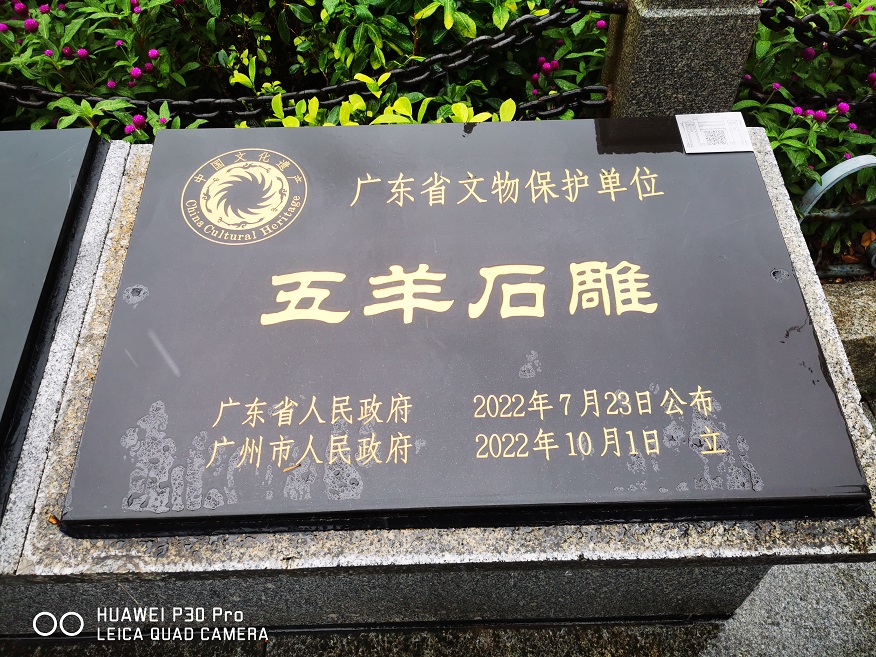 中国文化遗产
China Cultural Heritage
广东省文物保护单位
五羊石雕
广东省人民政府 2022年7月23日公布
广州市人民政府 2022年10月1日 立
HUAWEI P30 Pro
LEICA QUAD CAMERA